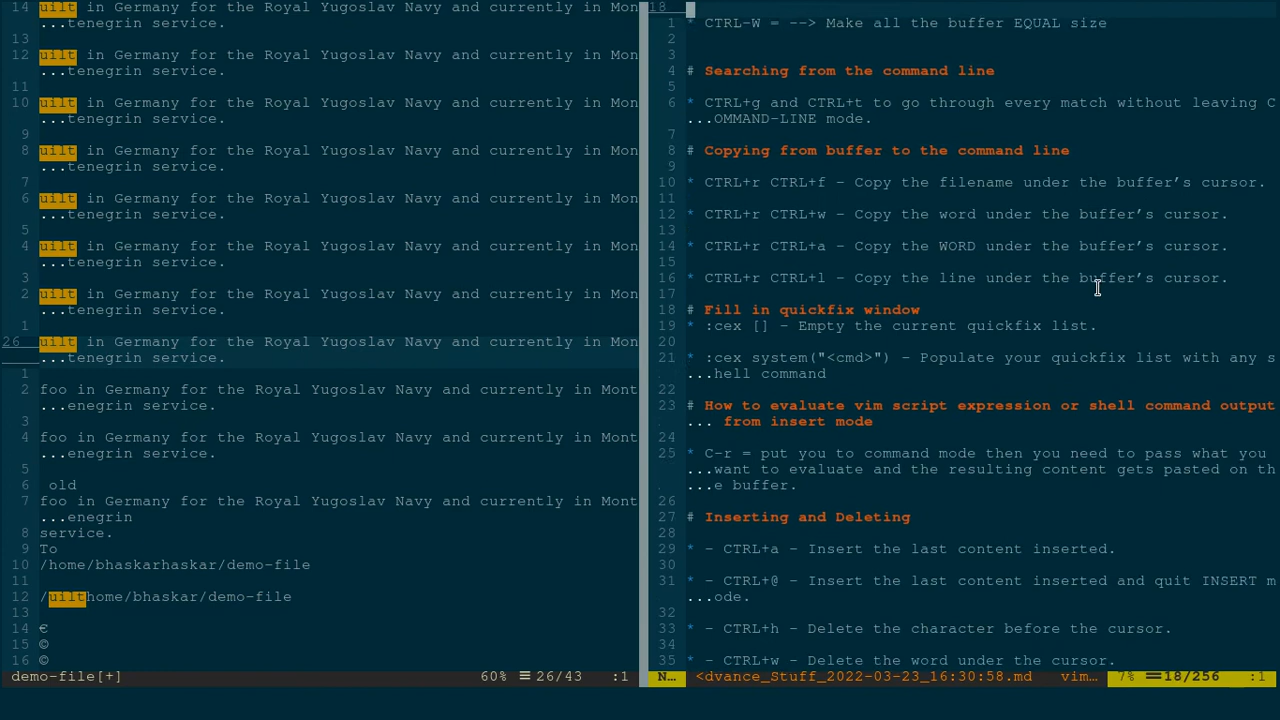 14 uilt in Germany for the Royal Yugoslav Navy and currently in Mon
...tenegrin service.
13
12 uilt in Germany for the Royal Yugoslav Navy and currently in Mon
...tenegrin service.
11
10 uilt in Germany for the Royal Yugoslav Navy and currently in Mon
...tenegrin service.
9
8 uilt in Germany for the Royal Yugoslav Navy and currently in Mon
...tenegrin service.
7
6 uilt in Germany for the Royal Yugoslav Navy and currently in Mon
...tenegrin service.
5
4 uilt in Germany for the Royal Yugoslav Navy and currently in Mon
...tenegrin service.
3
2 uilt in Germany for the Royal Yugoslav Navy and currently in Mon
...tenegrin service.
1
26 uilt in Germany for the Royal Yugoslav Navy and currently in Mon
...tenegrin service.
1
2 foo in Germany for the Royal Yugoslav Navy and currently in Mont
...enegrin service.
3
4 foo in Germany for the Royal Yugoslav Navy and currently in Mont
...enegrin service.
5
6 old
7 foo in Germany for the Royal Yugoslav Navy and currently in Mont
...enegrin
8 service.
9 To
10 /home/bhaskarhaskar/demo-file
11
12 /uilthome/bhaskar/demo-file
13
14 €
15 ©
16 ©
demo-file[+] 60% ☰ 26/43 :1
18
1 * CTRL-W = --> Make all the buffer EQUAL size
2
3
4 # Searching from the command line
5
6 * CTRL+g and CTRL+t to go through every match without leaving C
...OMMAND-LINE mode.
7
8 # Copying from buffer to the command line
9
10 * CTRL+r CTRL+f – Copy the filename under the buffer’s cursor.
11
12 * CTRL+r CTRL+w – Copy the word under the buffer’s cursor.
13
14 * CTRL+r CTRL+a – Copy the WORD under the buffer’s cursor.
15
16 * CTRL+r CTRL+l – Copy the line under the buffer’s cursor.
17
18 # Fill in quickfix window
19 * :cex [] – Empty the current quickfix list.
20
21 * :cex system("<cmd>") – Populate your quickfix list with any s
...hell command
22
23 # How to evaluate vim script expression or shell command output
... from insert mode
24
25 * C-r = put you to command mode then you need to pass what you
...want to evaluate and the resulting content gets pasted on th
...e buffer.
26
27 # Inserting and Deleting
28
29 * - CTRL+a - Insert the last content inserted.
30
31 * - CTRL+@ - Insert the last content inserted and quit INSERT m
...ode.
32
33 * - CTRL+h - Delete the character before the cursor.
34
35 * - CTRL+w - Delete the word under the cursor.
N… <dvance_Stuff_2022-03-23_16:30:58.md vim… 7% ☰18/256 :1